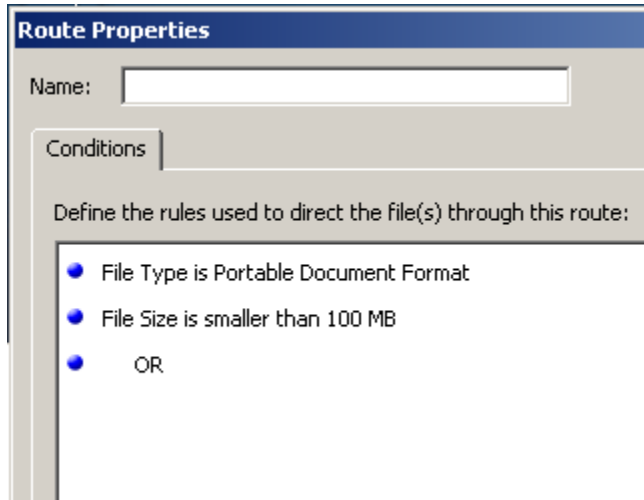 Route Properties
Name:
Conditions
Define the rules used to direct the file(s) through this route:
File Type is Portable Document Format
File Size is smaller than 100 MB
OR